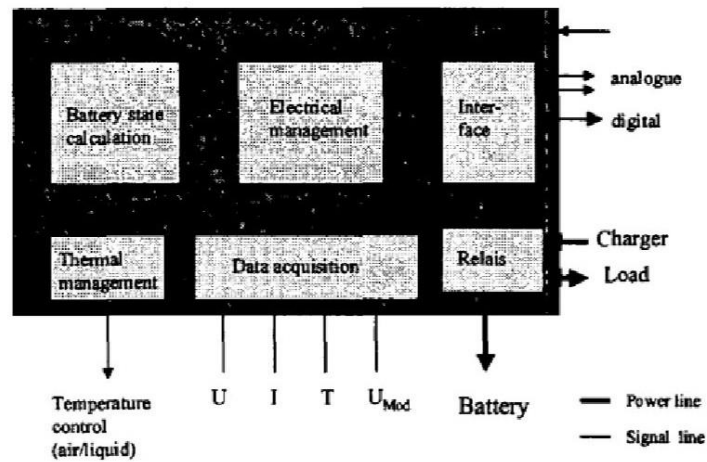 Battery state
calculation
Electrical
management
Inter-
face
analogue
digital
Thermal
management
Data acquisition
Relais
Charger
Load
Temperature
control
(air/liquid)
U
I
T
U_Mod
Battery
Power line
Signal line